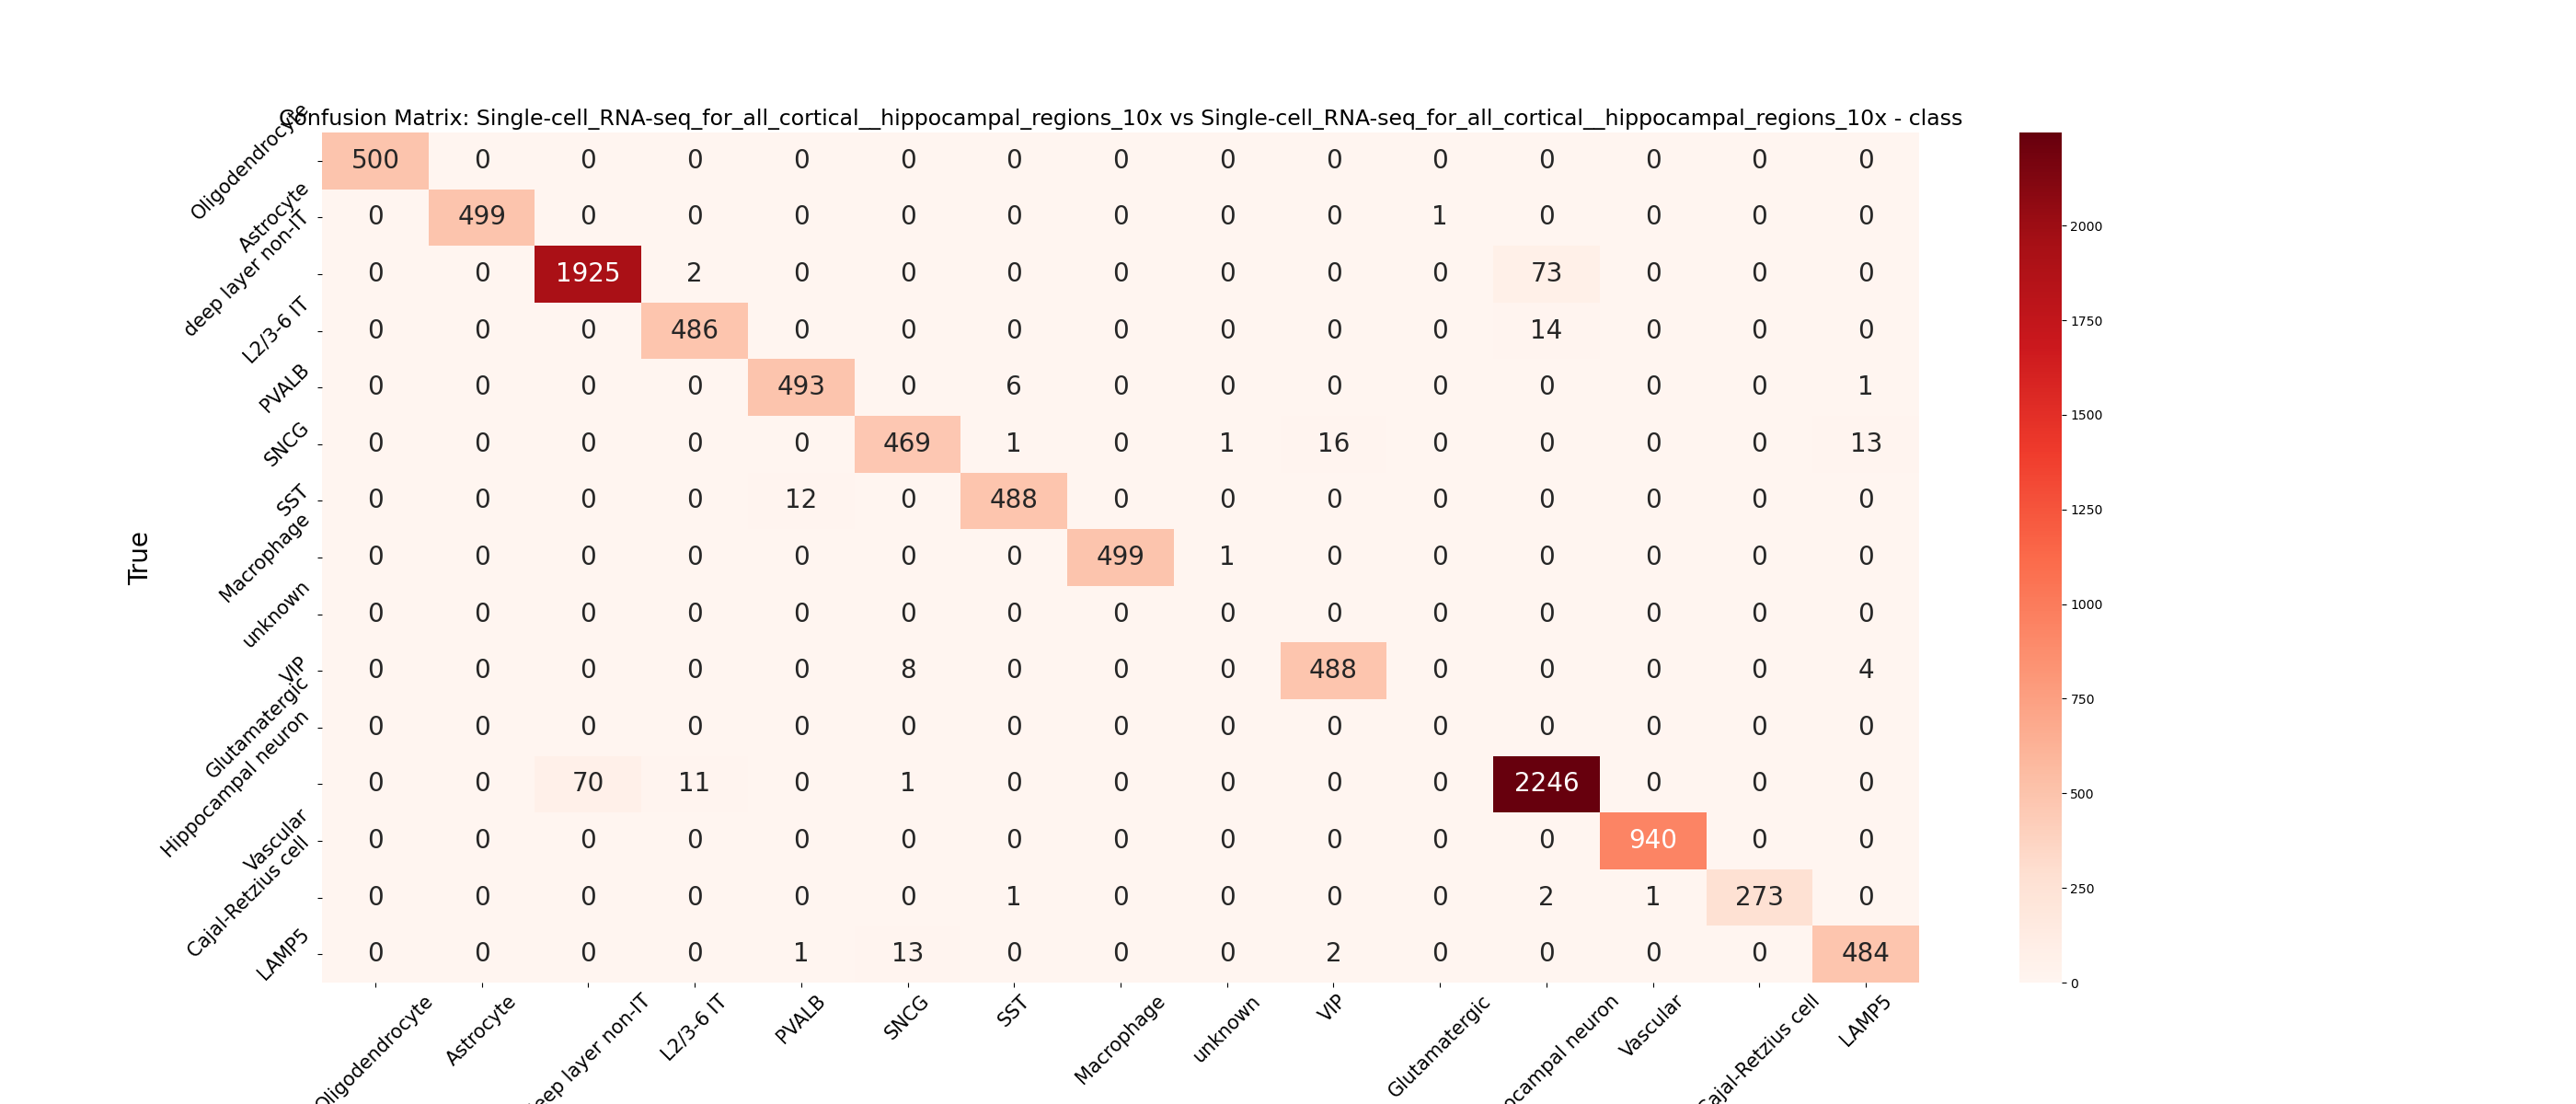 Confusion Matrix: Single-cell_RNA-seq_for_all_cortical__hippocampal_regions_10x vs Single-cell_RNA-seq_for_all_cortical__hippocampal_regions_10x - class
True
Oligodendrocyte 500 0 0 0 0 0 0 0 0 0 0 0 0 0 0
Astrocyte 0 499 0 0 0 0 0 0 0 0 1 0 0 0 0
deep layer non-IT 0 0 1925 2 0 0 0 0 0 0 0 73 0 0 0
L2/3-6 IT 0 0 0 486 0 0 0 0 0 0 0 14 0 0 0
PVALB 0 0 0 0 493 0 6 0 0 0 0 0 0 0 1
SNCG 0 0 0 0 0 469 1 0 1 16 0 0 0 0 13
SST 0 0 0 0 12 0 488 0 0 0 0 0 0 0 0
Macrophage 0 0 0 0 0 0 0 499 1 0 0 0 0 0 0
unknown 0 0 0 0 0 0 0 0 0 0 0 0 0 0 0
VIP 0 0 0 0 0 8 0 0 0 488 0 0 0 0 4
Glutamatergic 0 0 0 0 0 0 0 0 0 0 0 0 0 0 0
Hippocampal neuron 0 0 70 11 0 1 0 0 0 0 0 2246 0 0 0
Vascular 0 0 0 0 0 0 0 0 0 0 0 0 940 0 0
Cajal-Retzius cell 0 0 0 0 0 0 1 0 0 0 0 2 1 273 0
LAMP5 0 0 0 0 1 13 0 0 0 2 0 0 0 0 484
Oligodendrocyte
Astrocyte
layer non-IT
L2/3-6 IT
PVALB
SNCG
SST
Macrophage
unknown
VIP
Glutamatergic
neuron
Vascular
cell
LAMP5
2000
1750
1500
1250
1000
750
500
250
0